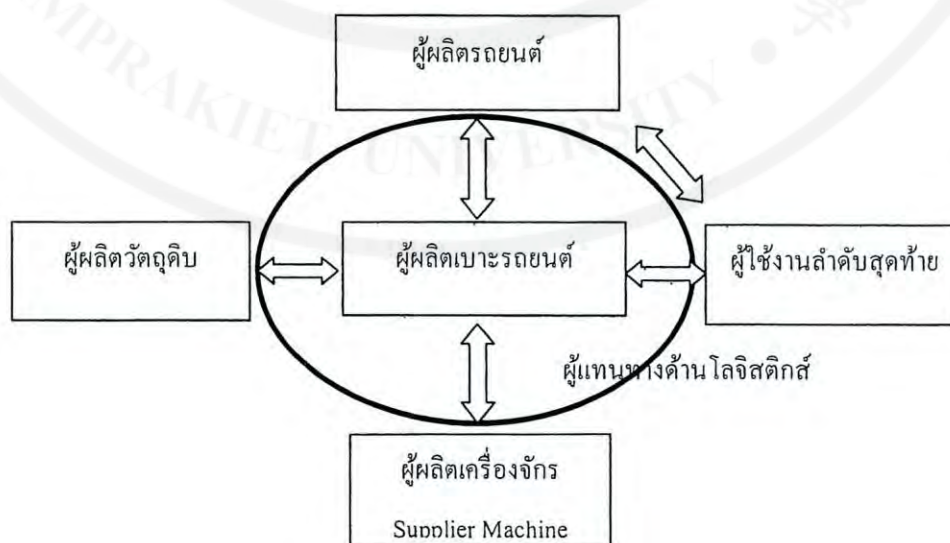 MPRAKIET UNIVERSITY
ผู้ผลิตรถยนต์
ผู้ผลิตวัตถุดิบ
ผู้ผลิตเบาะรถยนต์
ผู้ใช้งานลำดับสุดท้าย
ผู้แทนทางด้านโลจิสติกส์
ผู้ผลิตเครื่องจักร
Supplier Machine